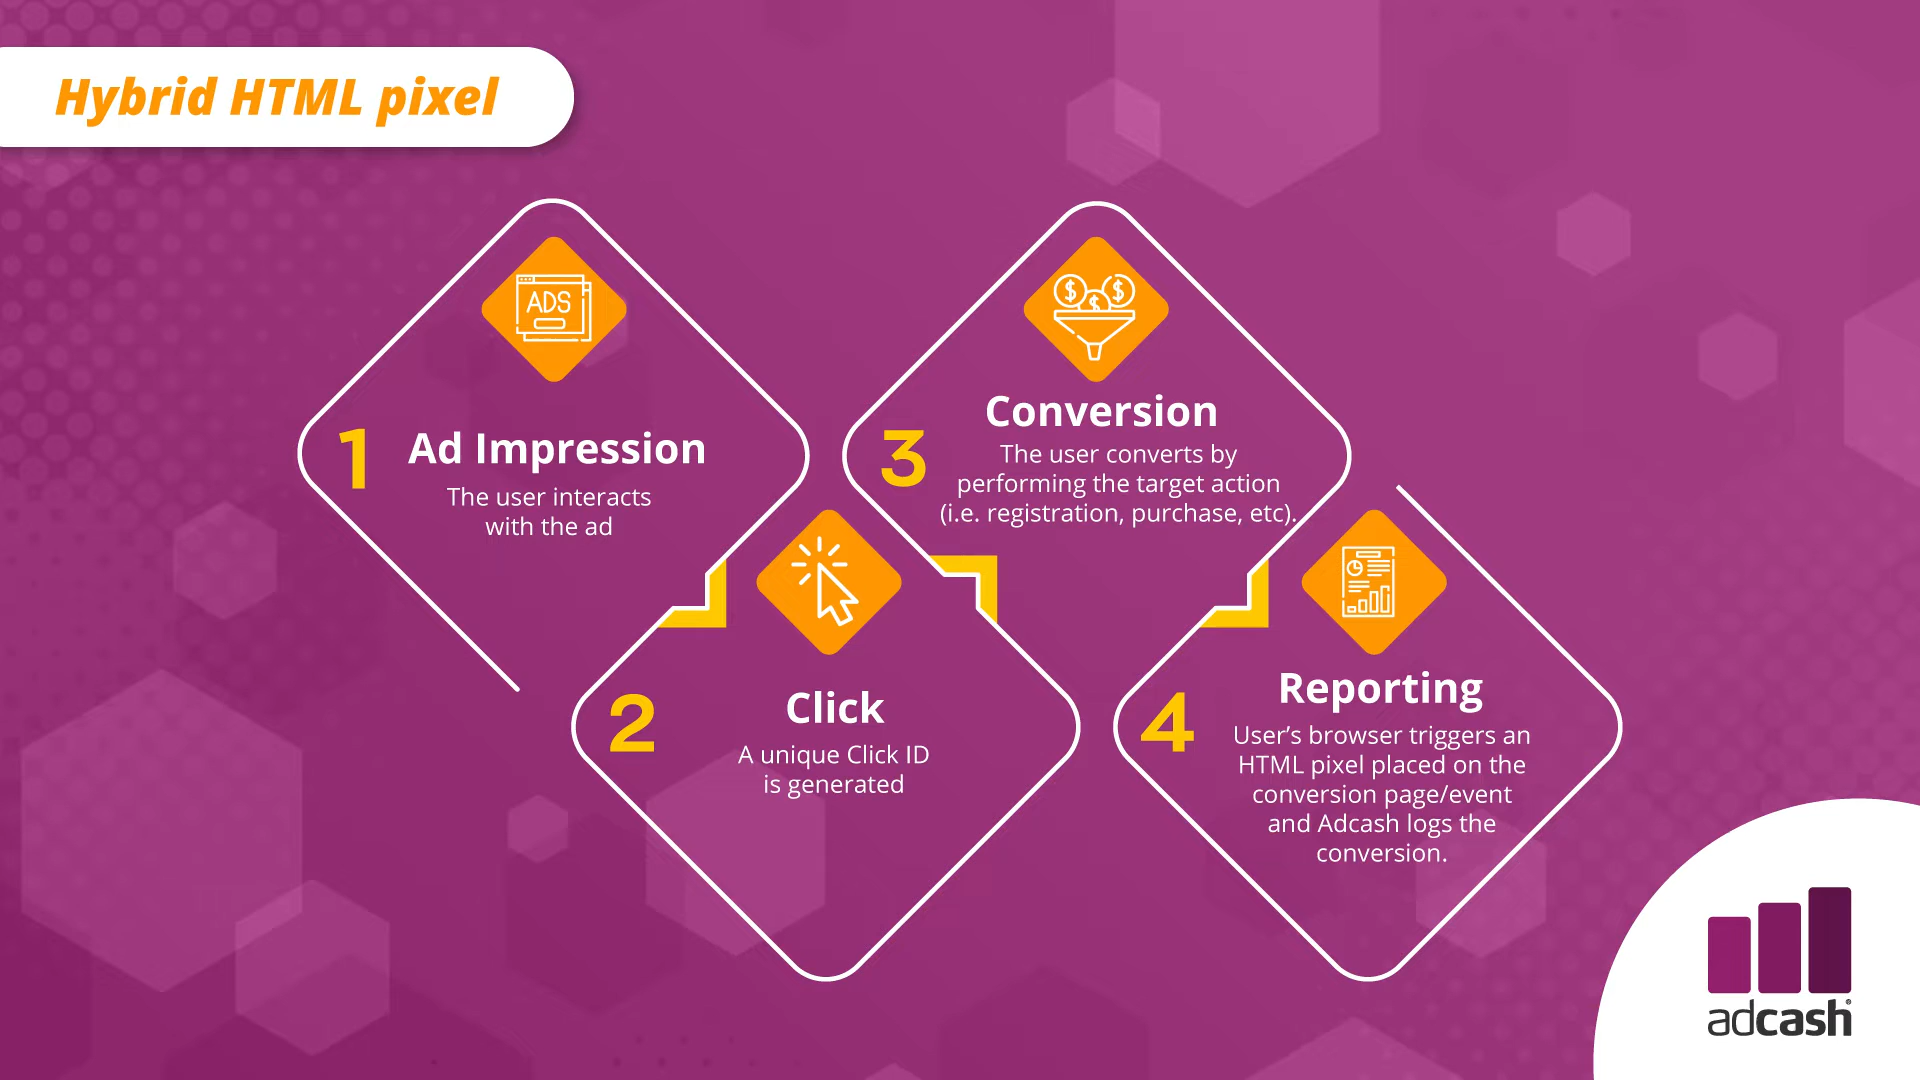 Hybrid HTML pixel
ADS
1
Ad Impression
The user interacts
with the ad
2
Click
A unique Click ID
is generated
$ $ $
3
Conversion
The user converts by
performing the target action
(i.e. registration, purchase, etc).
4
Reporting
User’s browser triggers an
HTML pixel placed on the
conversion page/event
and Adcash logs the
conversion.
adcash®